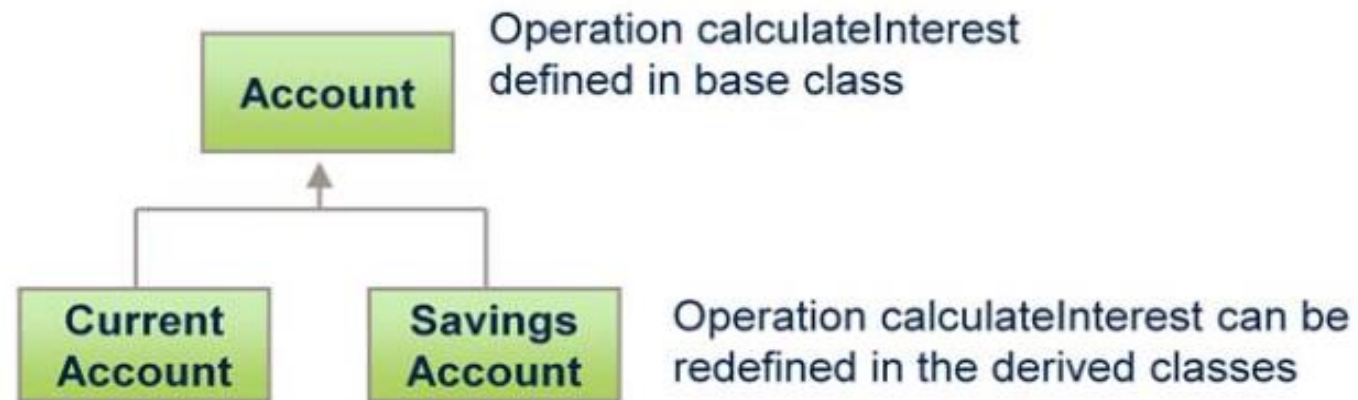 Operation calculateInterest
defined in base class
Account
Current
Account
Savings
Account
Operation calculateInterest can be
redefined in the derived classes